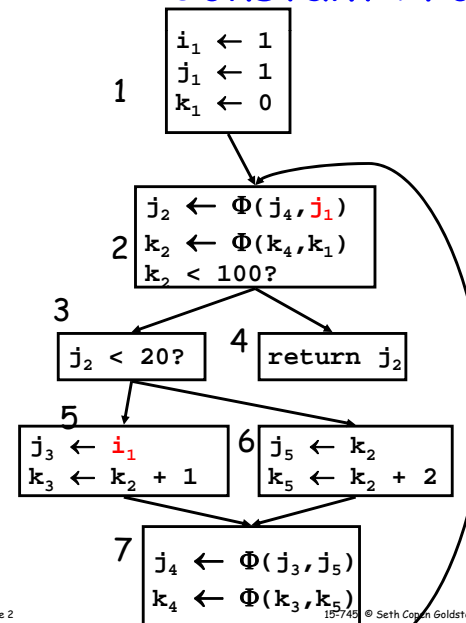 i₁ ← 1
j₁ ← 1
k₁ ← 0
1
j₂ ← Φ(j₄,j₁)
k₂ ← Φ(k₄,k₁)
k₂ < 100?
2
3
j₂ < 20?
4
return j₂
5
j₃ ← i₁
k₃ ← k₂ + 1
6
j₅ ← k₂
k₅ ← k₂ + 2
7
j₄ ← Φ(j₃,j₅)
k₄ ← Φ(k₃,k₅)
e 2
15-745 © Seth Copen Goldste